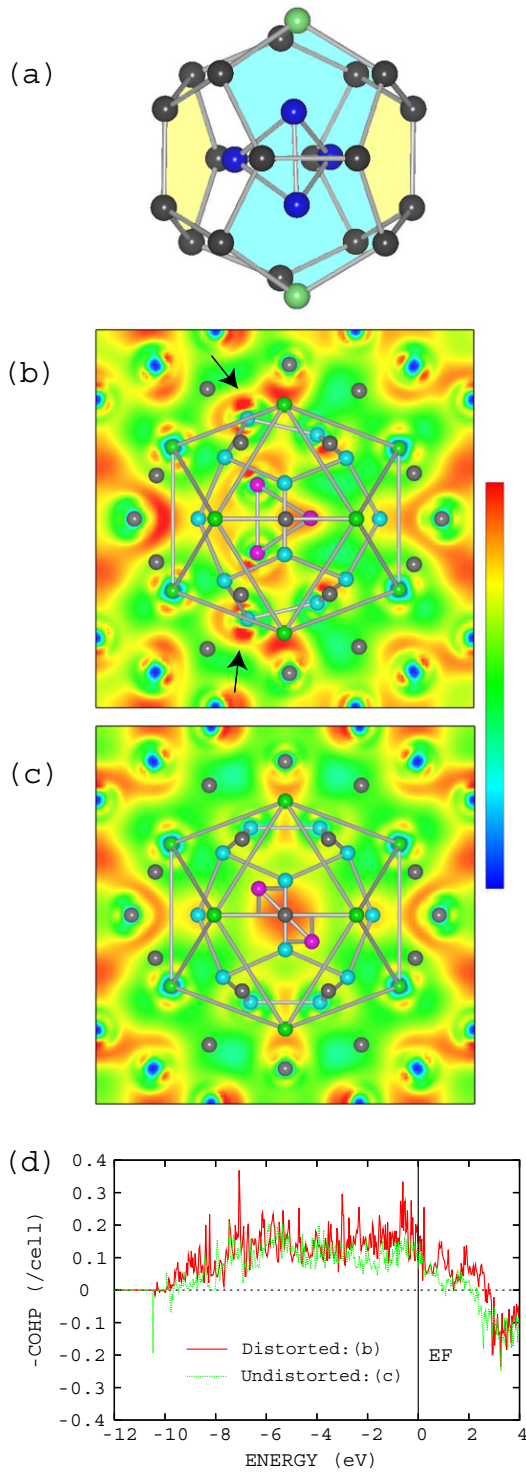 (a)
(b)
(c)
(d)
0.4
0.3
0.2
0.1
0
-0.1
-0.2
-0.3
-0.4
-COHP (/cell)
Distorted:(b)
Undistorted:(c)
EF
-12 -10 -8 -6 -4 -2 0 2 4
ENERGY (eV)